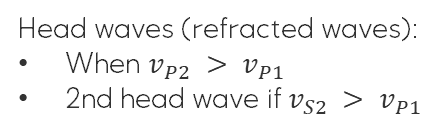 Head waves (refracted waves):
• When v_{P2} > v_{P1}
• 2nd head wave if v_{S2} > v_{P1}